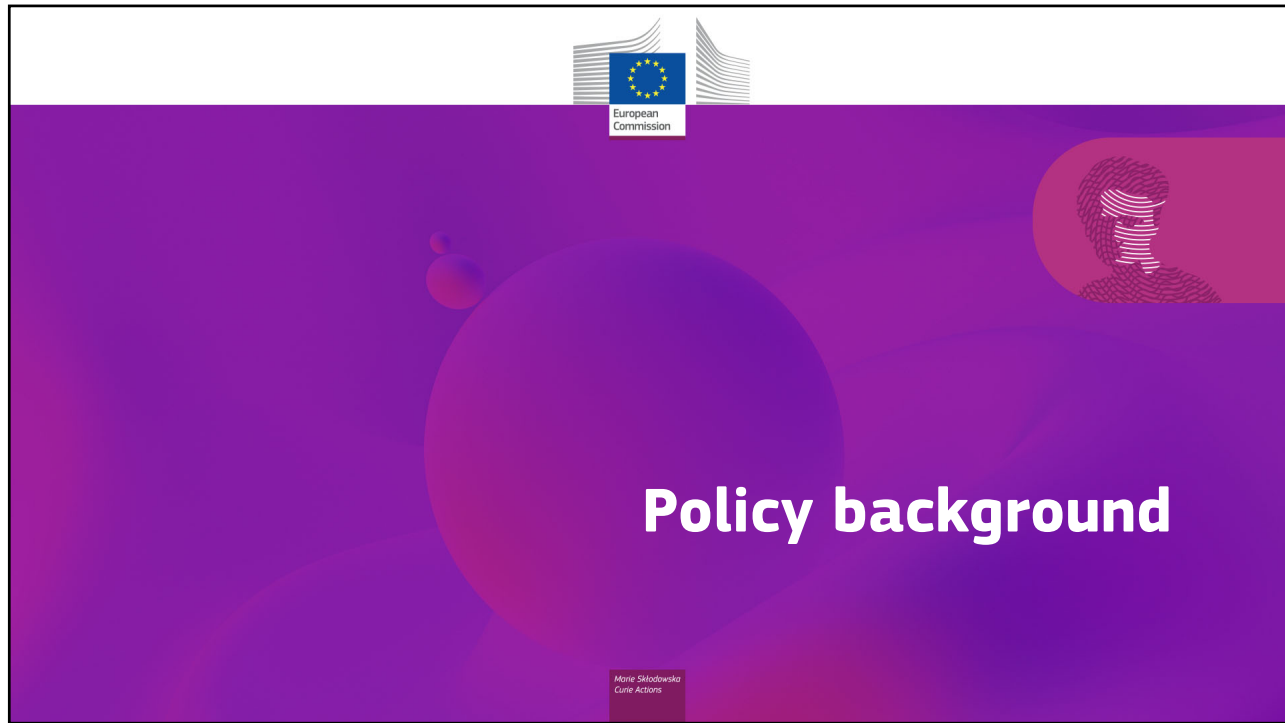 European
Commission
Policy background
Marie Skłodowska
Curie Actions